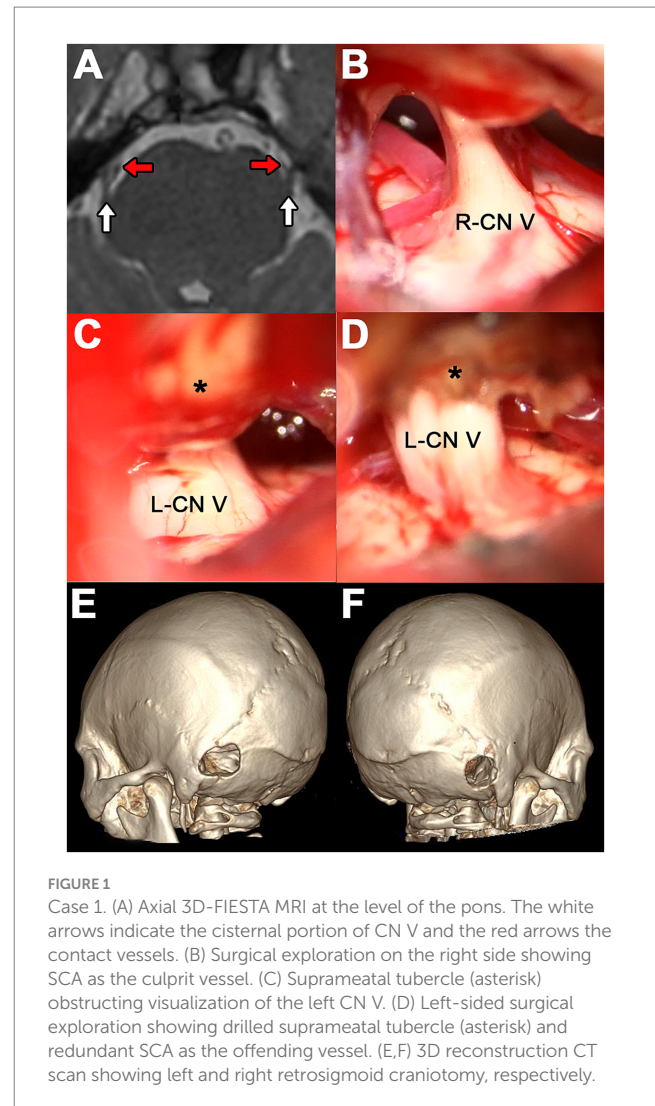 A
B
R-CN V
C
*
L-CN V
D
*
L-CN V
E
F
FIGURE 1
Case 1. (A) Axial 3D-FIESTA MRI at the level of the pons. The white
arrows indicate the cisternal portion of CN V and the red arrows the
contact vessels. (B) Surgical exploration on the right side showing
SCA as the culprit vessel. (C) Suprameatal tubercle (asterisk)
obstructing visualization of the left CN V. (D) Left-sided surgical
exploration showing drilled suprameatal tubercle (asterisk) and
redundant SCA as the offending vessel. (E,F) 3D reconstruction CT
scan showing left and right retrosigmoid craniotomy, respectively.